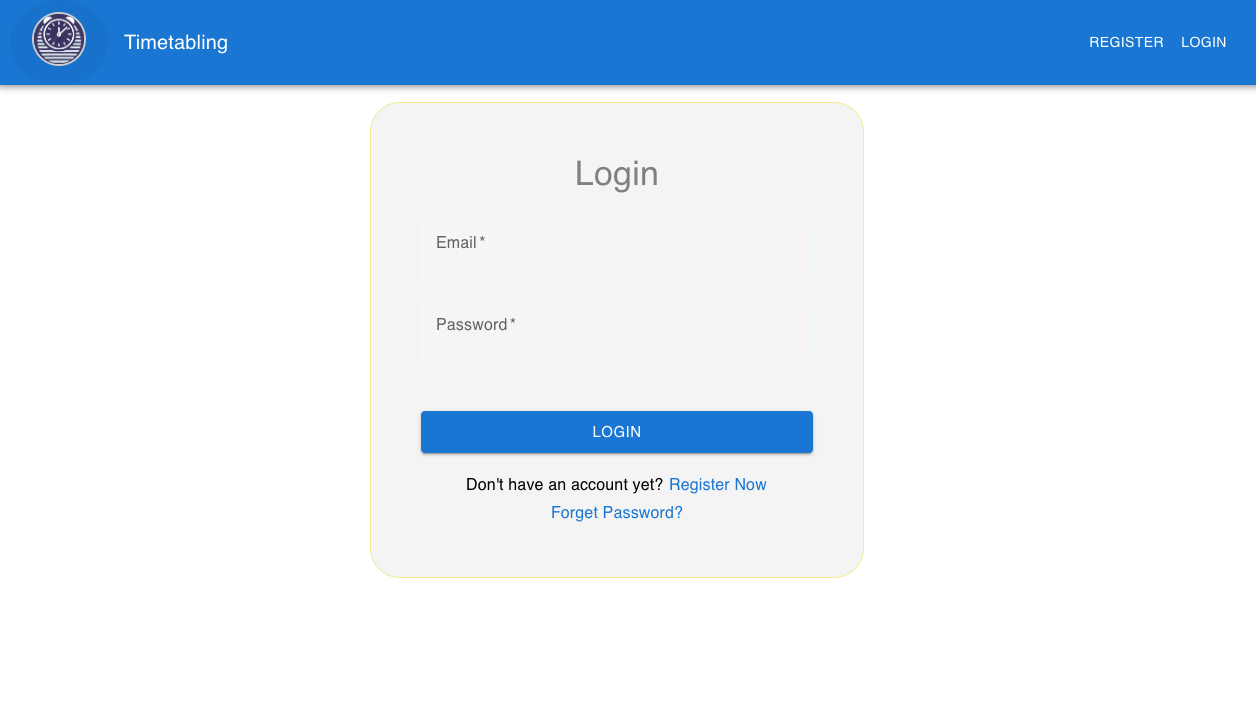 Timetabling
REGISTER
LOGIN
Login
Email *
Password *
LOGIN
Don't have an account yet? Register Now
Forget Password?